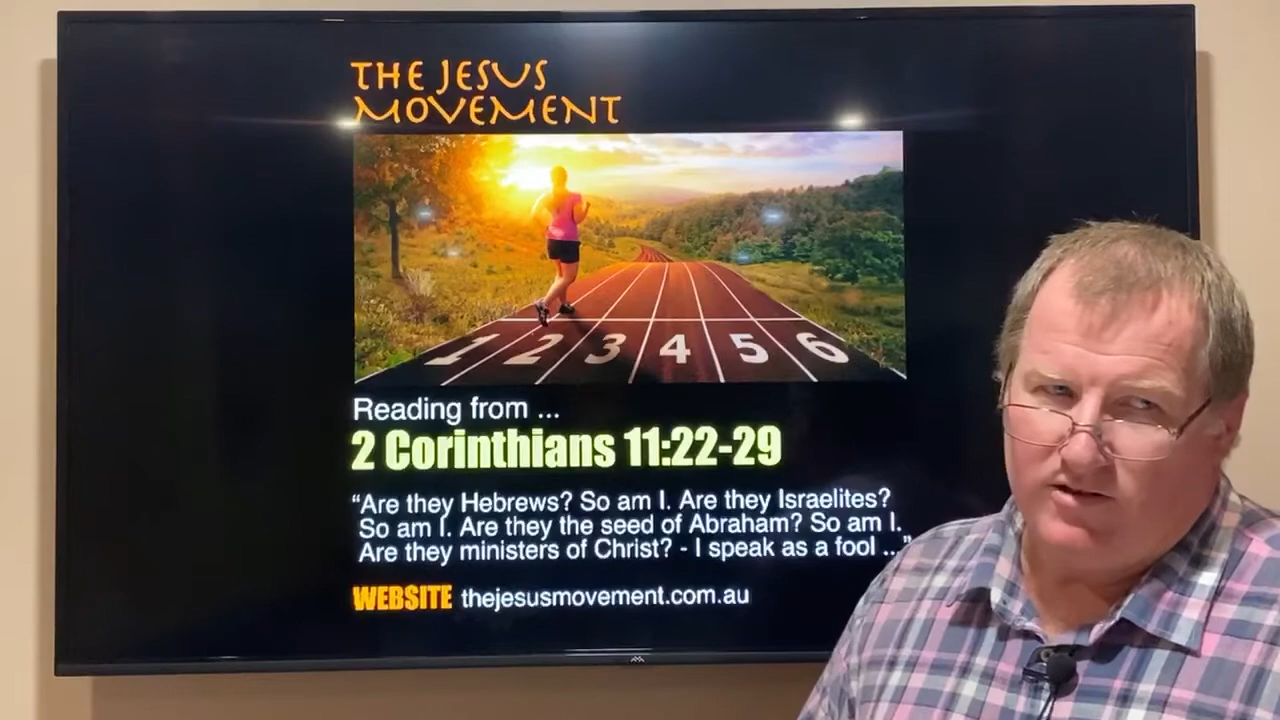 THE JESUS
MOVEMENT
1 2 3 4 5 6
Reading from ...
2 Corinthians 11:22-29
“Are they Hebrews? So am I. Are they Israelites?
So am I. Are they the seed of Abraham? So am I.
Are they ministers of Christ? - I speak as a fool ...”
WEBSITE thejesusmovement.com.au